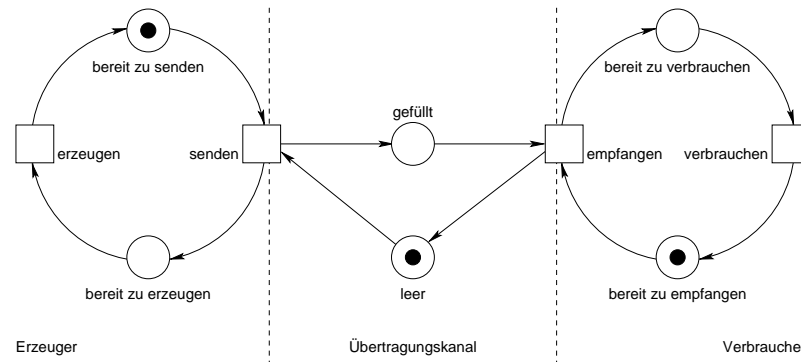 bereit zu senden
bereit zu verbrauchen
gefüllt
erzeugen
senden
empfangen
verbrauchen
bereit zu erzeugen
leer
bereit zu empfangen
Erzeuger
Übertragungskanal
Verbrauche